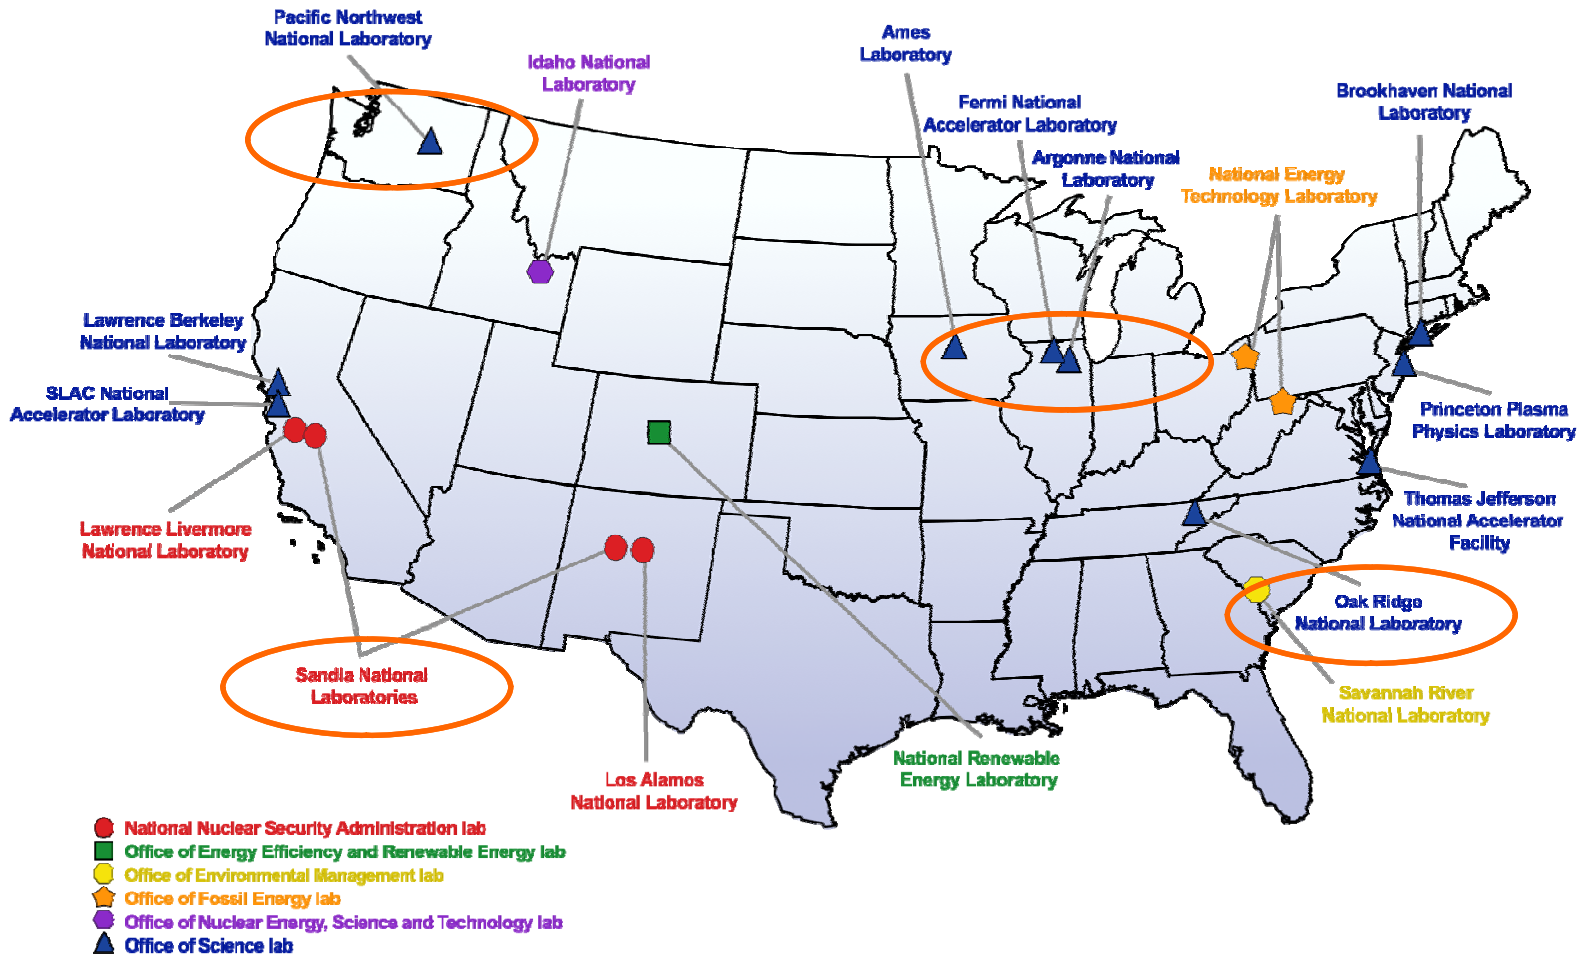 Pacific Northwest
National Laboratory
Idaho National
Laboratory
Ames
Laboratory
Fermi National
Accelerator Laboratory
Argonne National
Laboratory
Brookhaven National
Laboratory
National Energy
Technology Laboratory
Lawrence Berkeley
National Laboratory
SLAC National
Accelerator Laboratory
Princeton Plasma
Physics Laboratory
Thomas Jefferson
National Accelerator
Facility
Lawrence Livermore
National Laboratory
Oak Ridge
National Laboratory
Sandia National
Laboratories
Savannah River
National Laboratory
National Renewable
Energy Laboratory
Los Alamos
National Laboratory
National Nuclear Security Administration lab
Office of Energy Efficiency and Renewable Energy lab
Office of Environmental Management lab
Office of Fossil Energy lab
Office of Nuclear Energy, Science and Technology lab
Office of Science lab